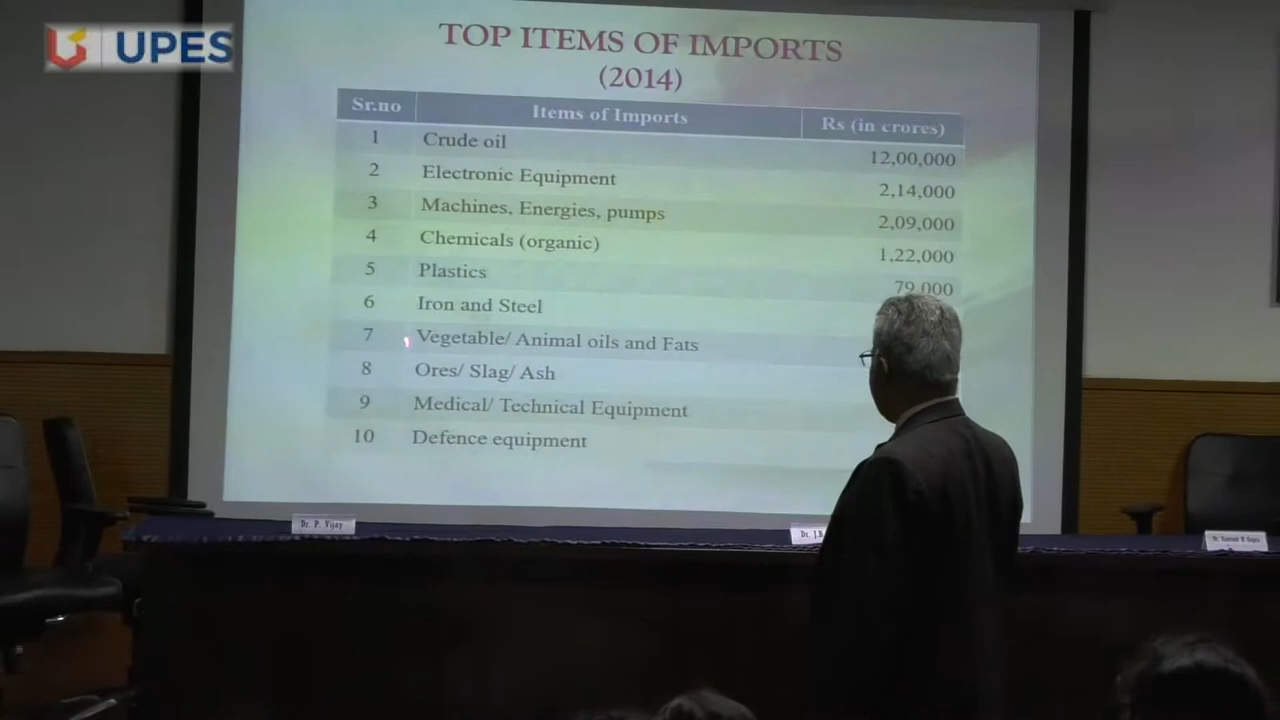 UPES
TOP ITEMS OF IMPORTS
(2014)
Sr.no Items of Imports Rs (in crores)
1 Crude oil 12,00,000
2 Electronic Equipment 2,14,000
3 Machines, Energies, pumps 2,09,000
4 Chemicals (organic) 1,22,000
5 Plastics 79,000
6 Iron and Steel
7 Vegetable/ Animal oils and Fats
8 Ores/ Slag/ Ash
9 Medical/ Technical Equipment
10 Defence equipment
Dr. P. Vijay
Dr. J.B